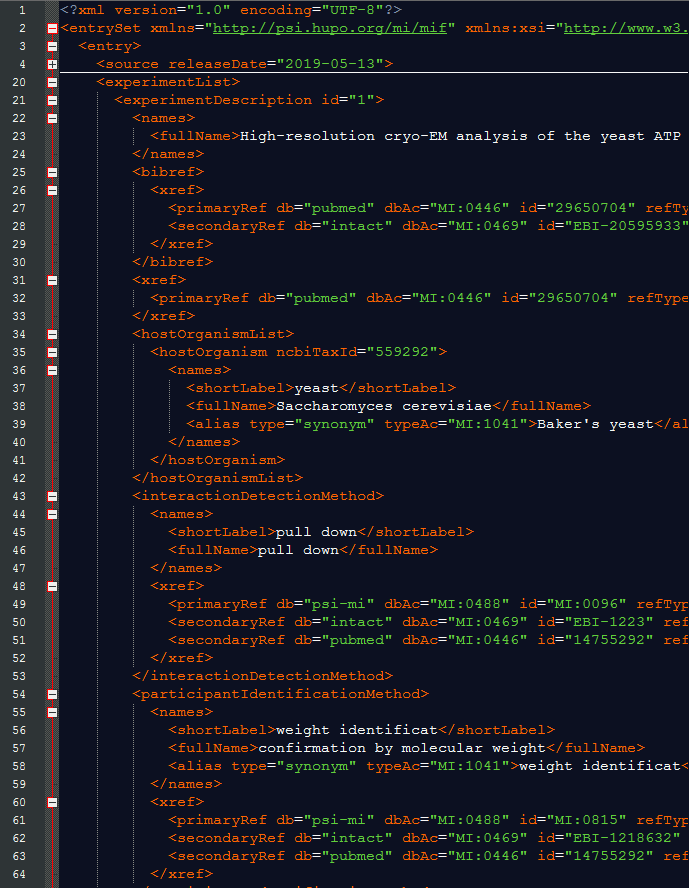 1 <?xml version="1.0" encoding="UTF-8"?>
2 <entrySet xmlns="http://psi.hupo.org/mi/mif" xmlns:xsi="http://www.w3.
3 <entry>
4 <source releaseDate="2019-05-13">
20 <experimentList>
21 <experimentDescription id="1">
22 <names>
23 <fullName>High-resolution cryo-EM analysis of the yeast ATP
24 </names>
25 <bibref>
26 <xref>
27 <primaryRef db="pubmed" dbAc="MI:0446" id="29650704" refTy
28 <secondaryRef db="intact" dbAc="MI:0469" id="EBI-20595933"
29 </xref>
30 </bibref>
31 <xref>
32 <primaryRef db="pubmed" dbAc="MI:0446" id="29650704" refType
33 </xref>
34 <hostOrganismList>
35 <hostOrganism ncbiTaxId="559292">
36 <names>
37 <shortLabel>yeast</shortLabel>
38 <fullName>Saccharomyces cerevisiae</fullName>
39 <alias type="synonym" typeAc="MI:1041">Baker's yeast</al
40 </names>
41 </hostOrganism>
42 </hostOrganismList>
43 <interactionDetectionMethod>
44 <names>
45 <shortLabel>pull down</shortLabel>
46 <fullName>pull down</fullName>
47 </names>
48 <xref>
49 <primaryRef db="psi-mi" dbAc="MI:0488" id="MI:0096" refTyp
50 <secondaryRef db="intact" dbAc="MI:0469" id="EBI-1223" ref
51 <secondaryRef db="pubmed" dbAc="MI:0446" id="14755292" ref
52 </xref>
53 </interactionDetectionMethod>
54 <participantIdentificationMethod>
55 <names>
56 <shortLabel>weight identificat</shortLabel>
57 <fullName>confirmation by molecular weight</fullName>
58 <alias type="synonym" typeAc="MI:1041">weight identificat<
59 </names>
60 <xref>
61 <primaryRef db="psi-mi" dbAc="MI:0488" id="MI:0815" refTyp
62 <secondaryRef db="intact" dbAc="MI:0469" id="EBI-1218632"
63 <secondaryRef db="pubmed" dbAc="MI:0446" id="14755292" ref
64 </xref>